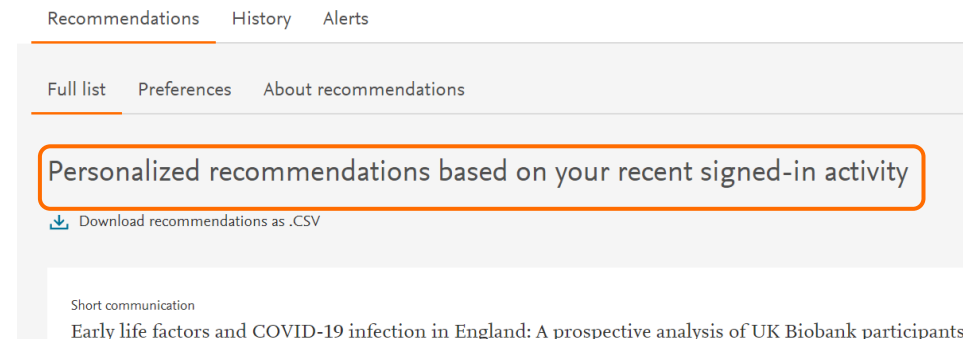 Recommendations History Alerts
Full list Preferences About recommendations
Personalized recommendations based on your recent signed-in activity
Download recommendations as .CSV
Short communication
Early life factors and COVID-19 infection in England: A prospective analysis of UK Biobank participants